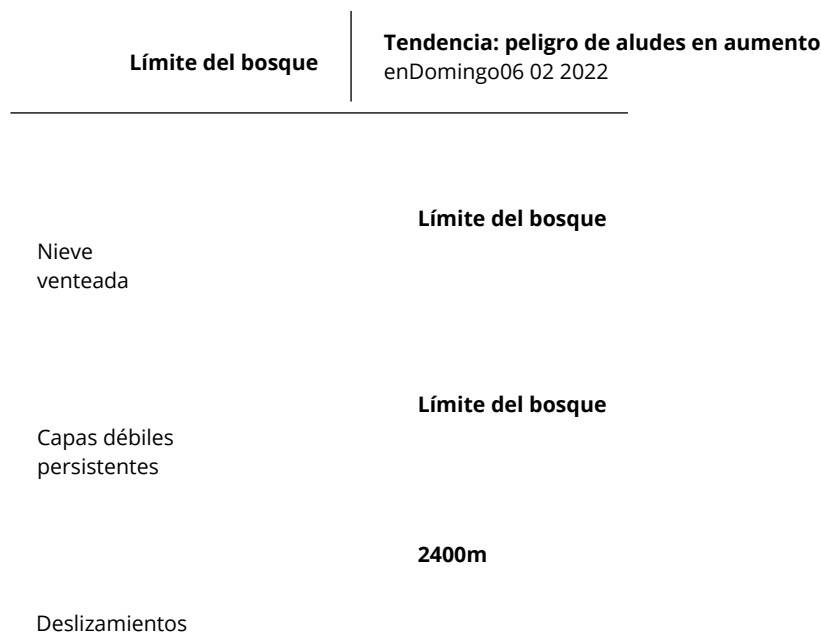 Límite del bosque
Tendencia: peligro de aludes en aumento
enDomingo06 02 2022
Límite del bosque
Nieve
venteada
Límite del bosque
Capas débiles
persistentes
2400m
Deslizamientos